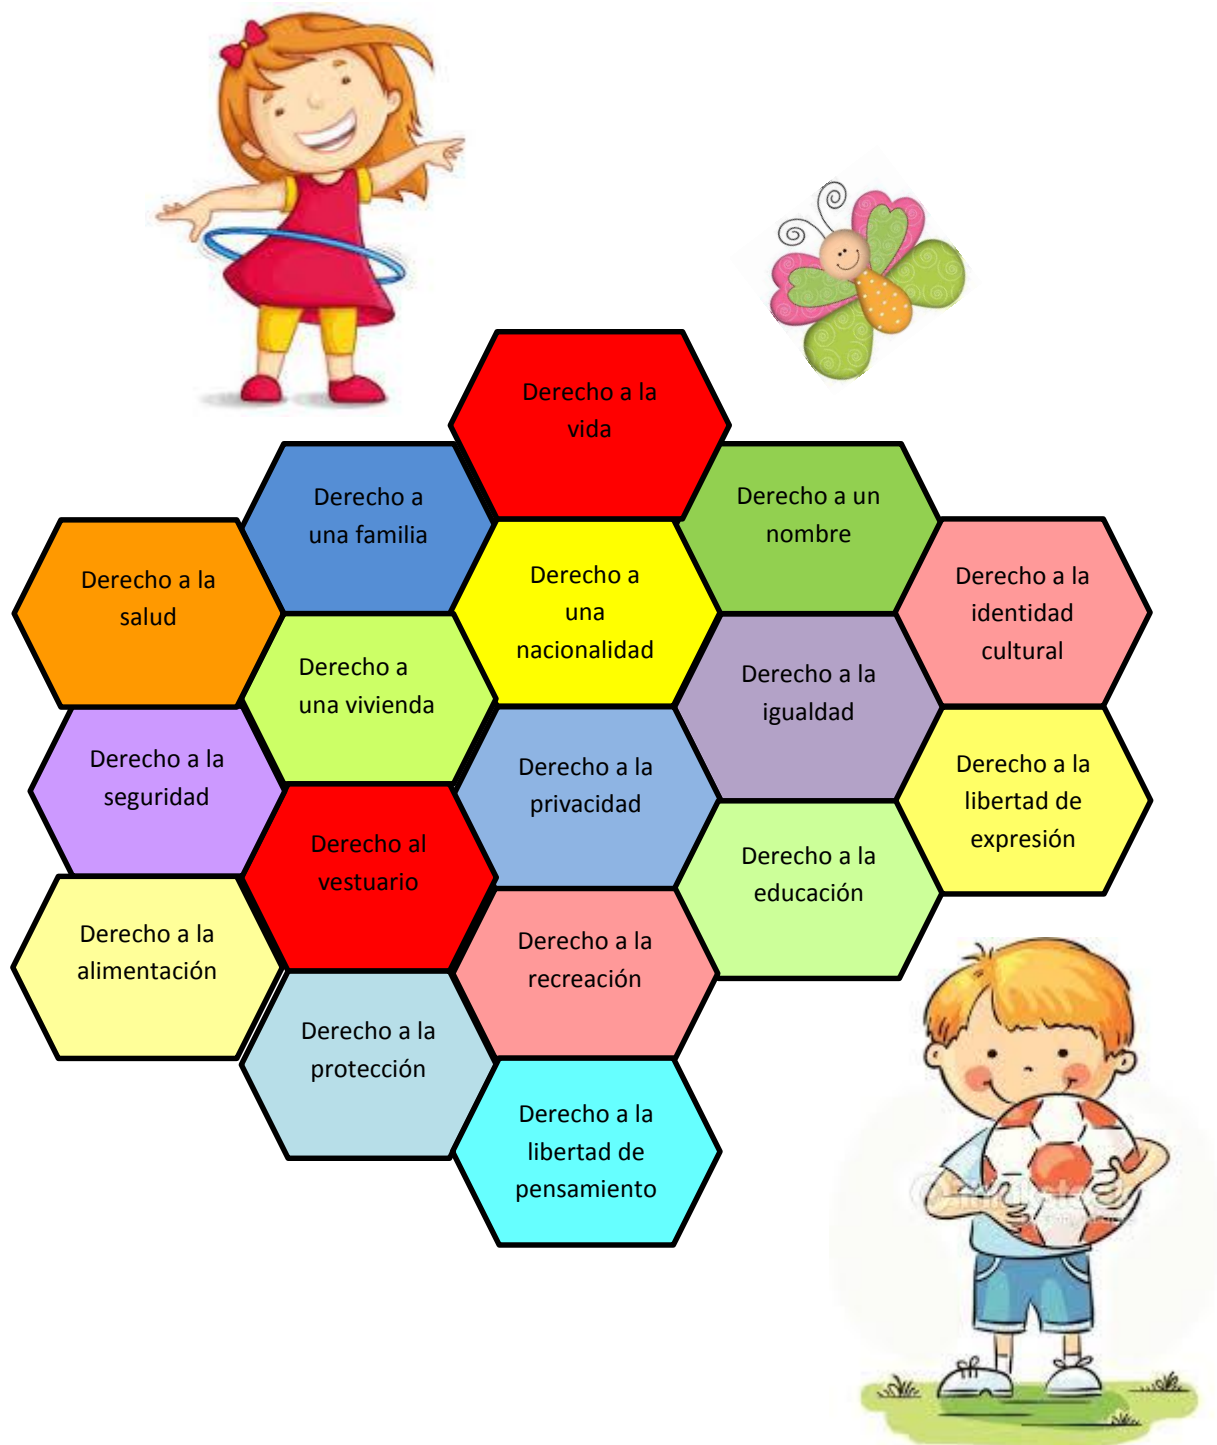 Derecho a la
vida
Derecho a
una familia
Derecho a un
nombre
Derecho a la
salud
Derecho a
una
nacionalidad
Derecho a la
identidad
cultural
Derecho a
una vivienda
Derecho a la
igualdad
Derecho a la
seguridad
Derecho a la
privacidad
Derecho a la
libertad de
expresión
Derecho al
vestuario
Derecho a la
educación
Derecho a la
alimentación
Derecho a la
recreación
Derecho a la
protección
Derecho a la
libertad de
pensamiento